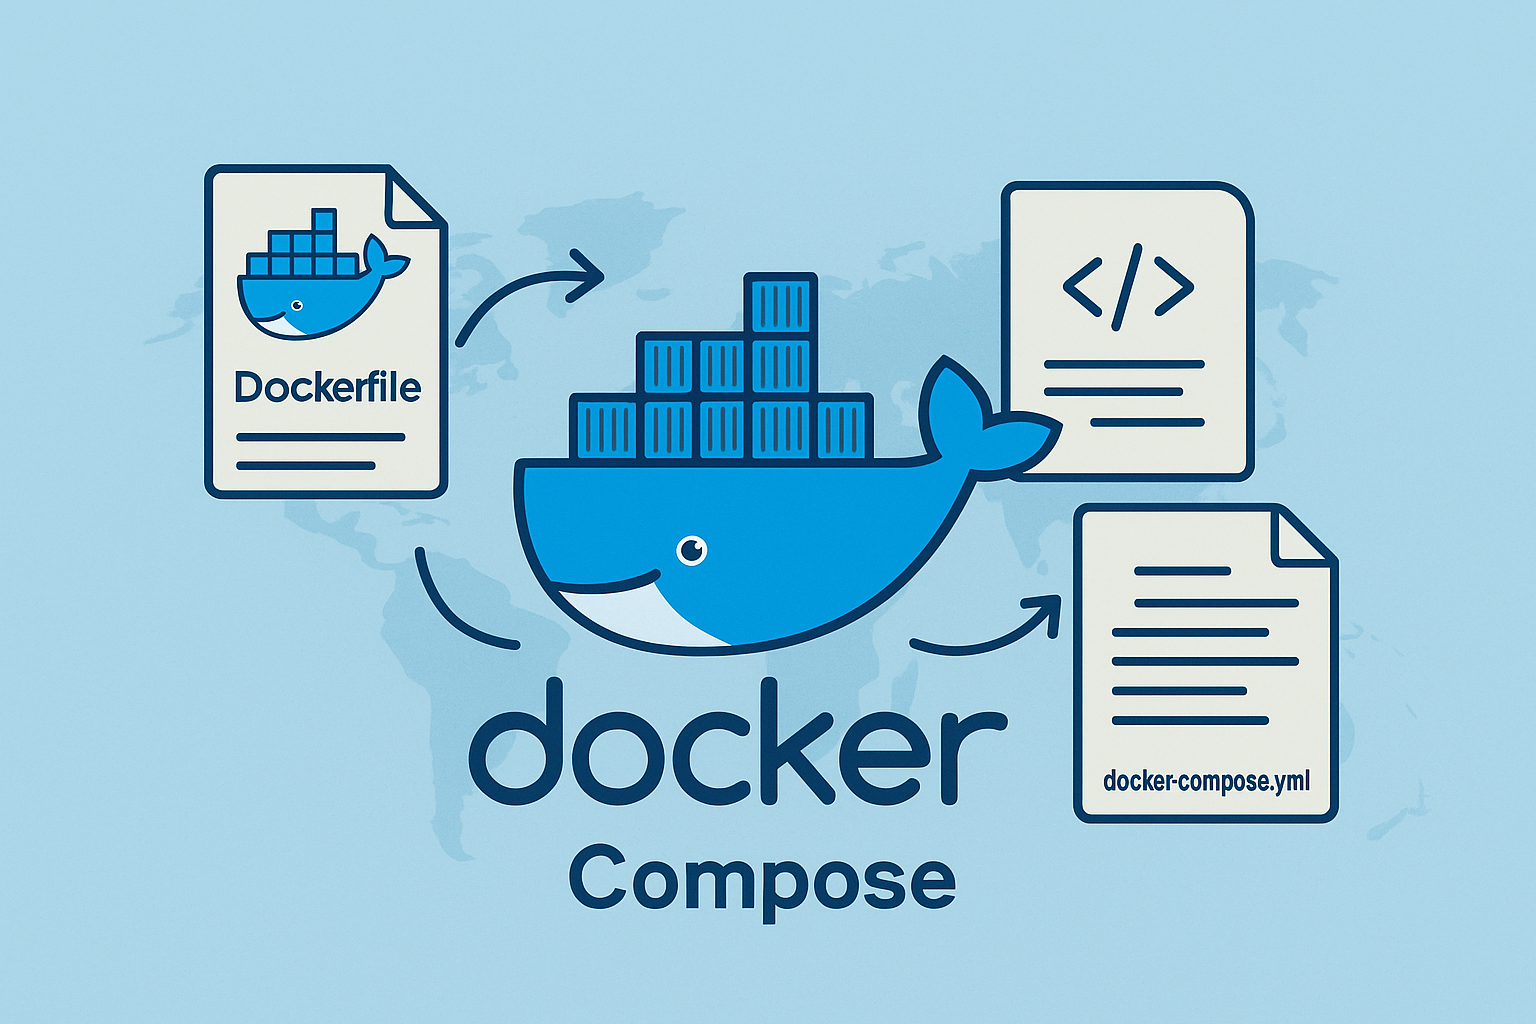 Dockerfile
</>
docker
Compose
docker-compose.yml